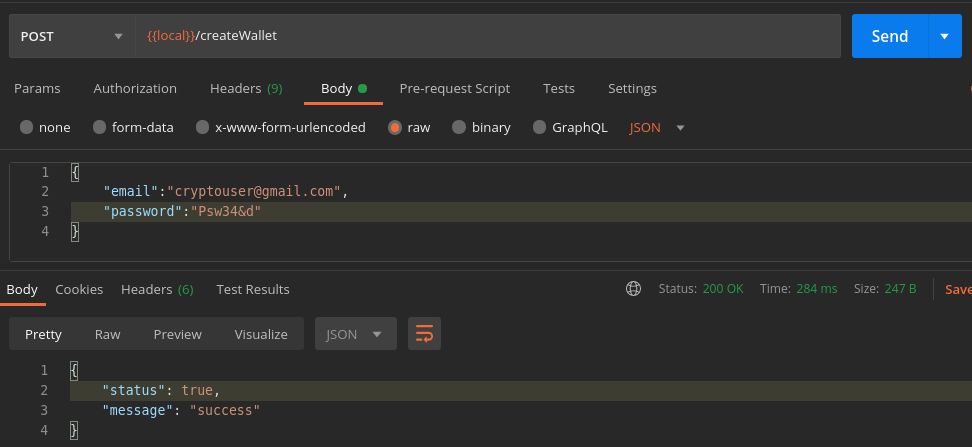 POST {{local}}/createWallet Send
Params Authorization Headers (9) Body Pre-request Script Tests Settings
none form-data x-www-form-urlencoded raw binary GraphQL JSON
1 {
2 "email":"cryptouser@gmail.com",
3 "password":"Psw34&d"
4 }
Body Cookies Headers (6) Test Results Status: 200 OK Time: 284 ms Size: 247 B Save
Pretty Raw Preview Visualize JSON
1 {
2 "status": true,
3 "message": "success"
4 }